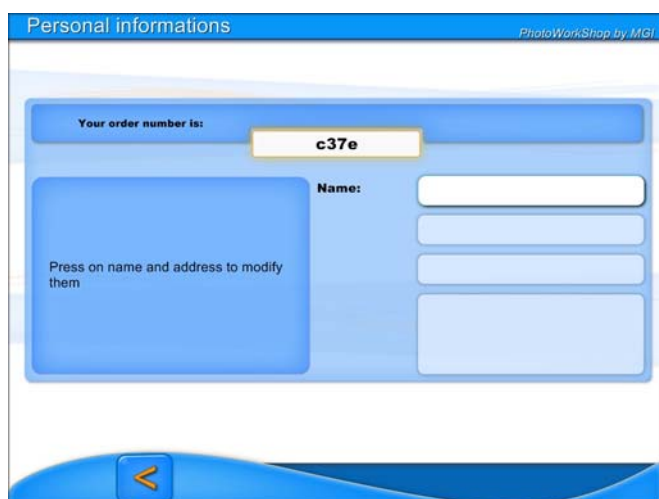 Personal informations
PhotoWorkShop by MGI
Your order number is:
c37e
Name:
Press on name and address to modify
them
<